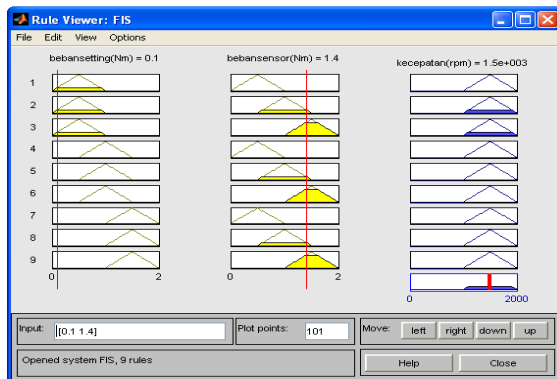 Rule Viewer: FIS
File Edit View Options
bebansetting(Nm) = 0.1 bebansensor(Nm) = 1.4 kecepatan(rpm) = 1.5e+003
1
2
3
4
5
6
7
8
9
0 2 0 2
0 2000
Input: [0.1 1.4] Plot points: 101 Move: left right down up
Opened system FIS, 9 rules Help Close